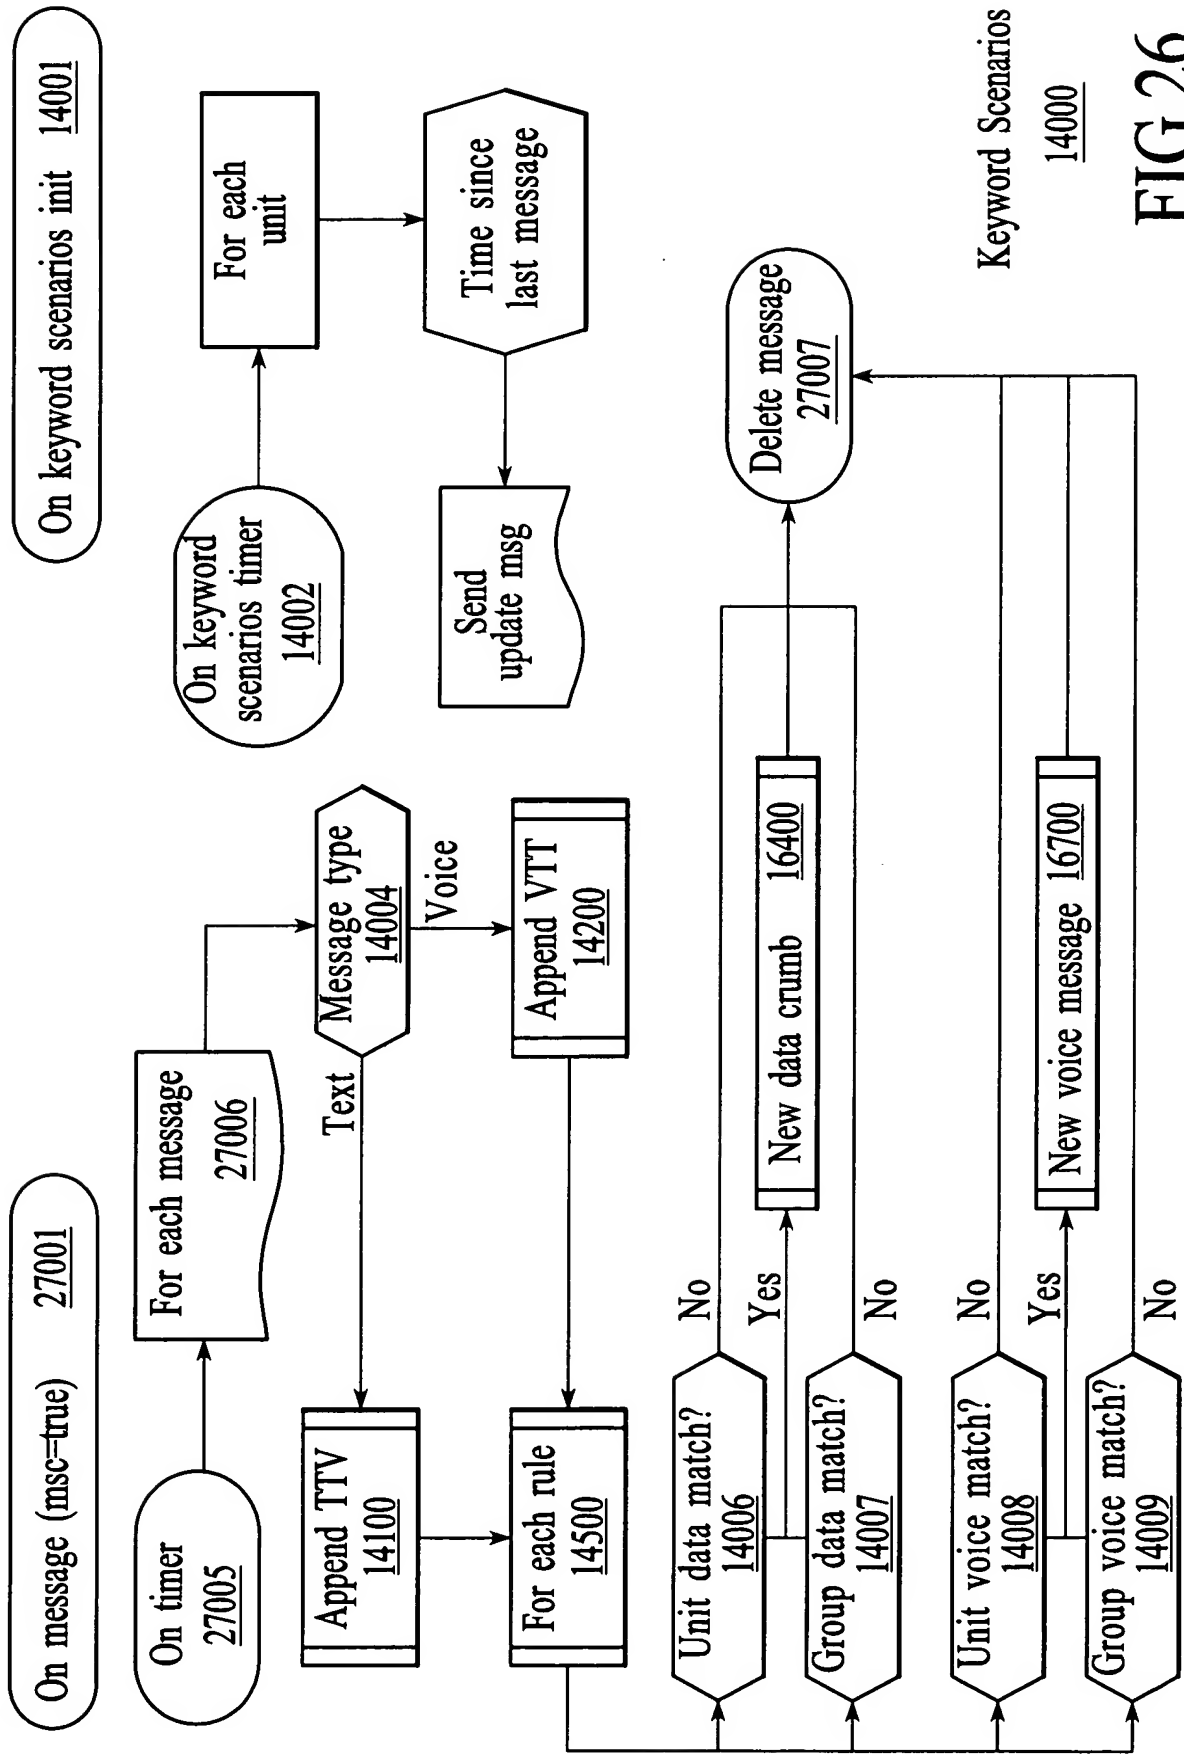 On message (msc=true) 27001
On keyword scenarios init 14001
On timer
27005
For each message
27006
Message type
14004
Text
Voice
Append TTV
14100
Append VTT
14200
For each rule
14500
On keyword
scenarios timer
14002
For each
unit
Time since
last message
Send
update msg
Unit data match?
14006
No
Yes
New data crumb 16400
Group data match?
14007
No
Delete message
27007
Unit voice match?
14008
No
Yes
New voice message 16700
Group voice match?
14009
No
Keyword Scenarios
14000
FIG 26